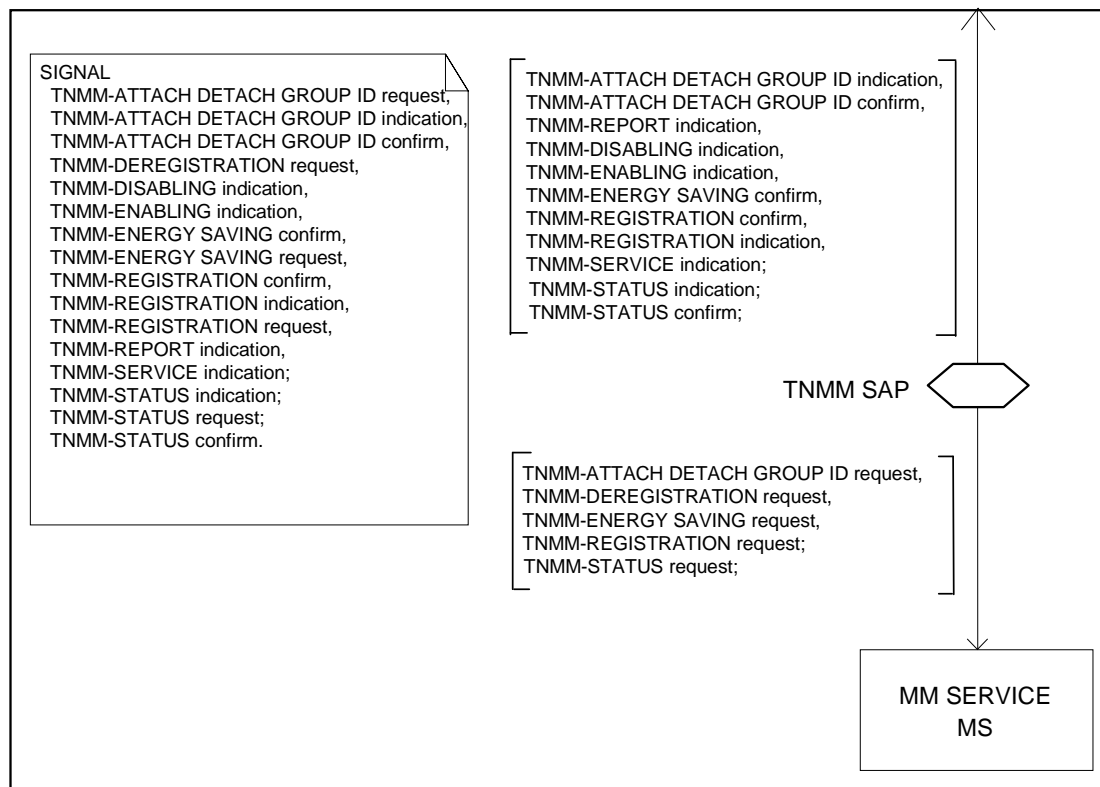 SIGNAL
TNMM-ATTACH DETACH GROUP ID request,
TNMM-ATTACH DETACH GROUP ID indication,
TNMM-ATTACH DETACH GROUP ID confirm,
TNMM-DEREGISTRATION request,
TNMM-DISABLING indication,
TNMM-ENABLING indication,
TNMM-ENERGY SAVING confirm,
TNMM-ENERGY SAVING request,
TNMM-REGISTRATION confirm,
TNMM-REGISTRATION indication,
TNMM-REGISTRATION request,
TNMM-REPORT indication,
TNMM-SERVICE indication;
TNMM-STATUS indication;
TNMM-STATUS request;
TNMM-STATUS confirm.
TNMM-ATTACH DETACH GROUP ID indication,
TNMM-ATTACH DETACH GROUP ID confirm,
TNMM-REPORT indication,
TNMM-DISABLING indication,
TNMM-ENABLING indication,
TNMM-ENERGY SAVING confirm,
TNMM-REGISTRATION confirm,
TNMM-REGISTRATION indication,
TNMM-SERVICE indication;
TNMM-STATUS indication;
TNMM-STATUS confirm;
TNMM SAP
TNMM-ATTACH DETACH GROUP ID request,
TNMM-DEREGISTRATION request,
TNMM-ENERGY SAVING request,
TNMM-REGISTRATION request;
TNMM-STATUS request;
MM SERVICE
MS